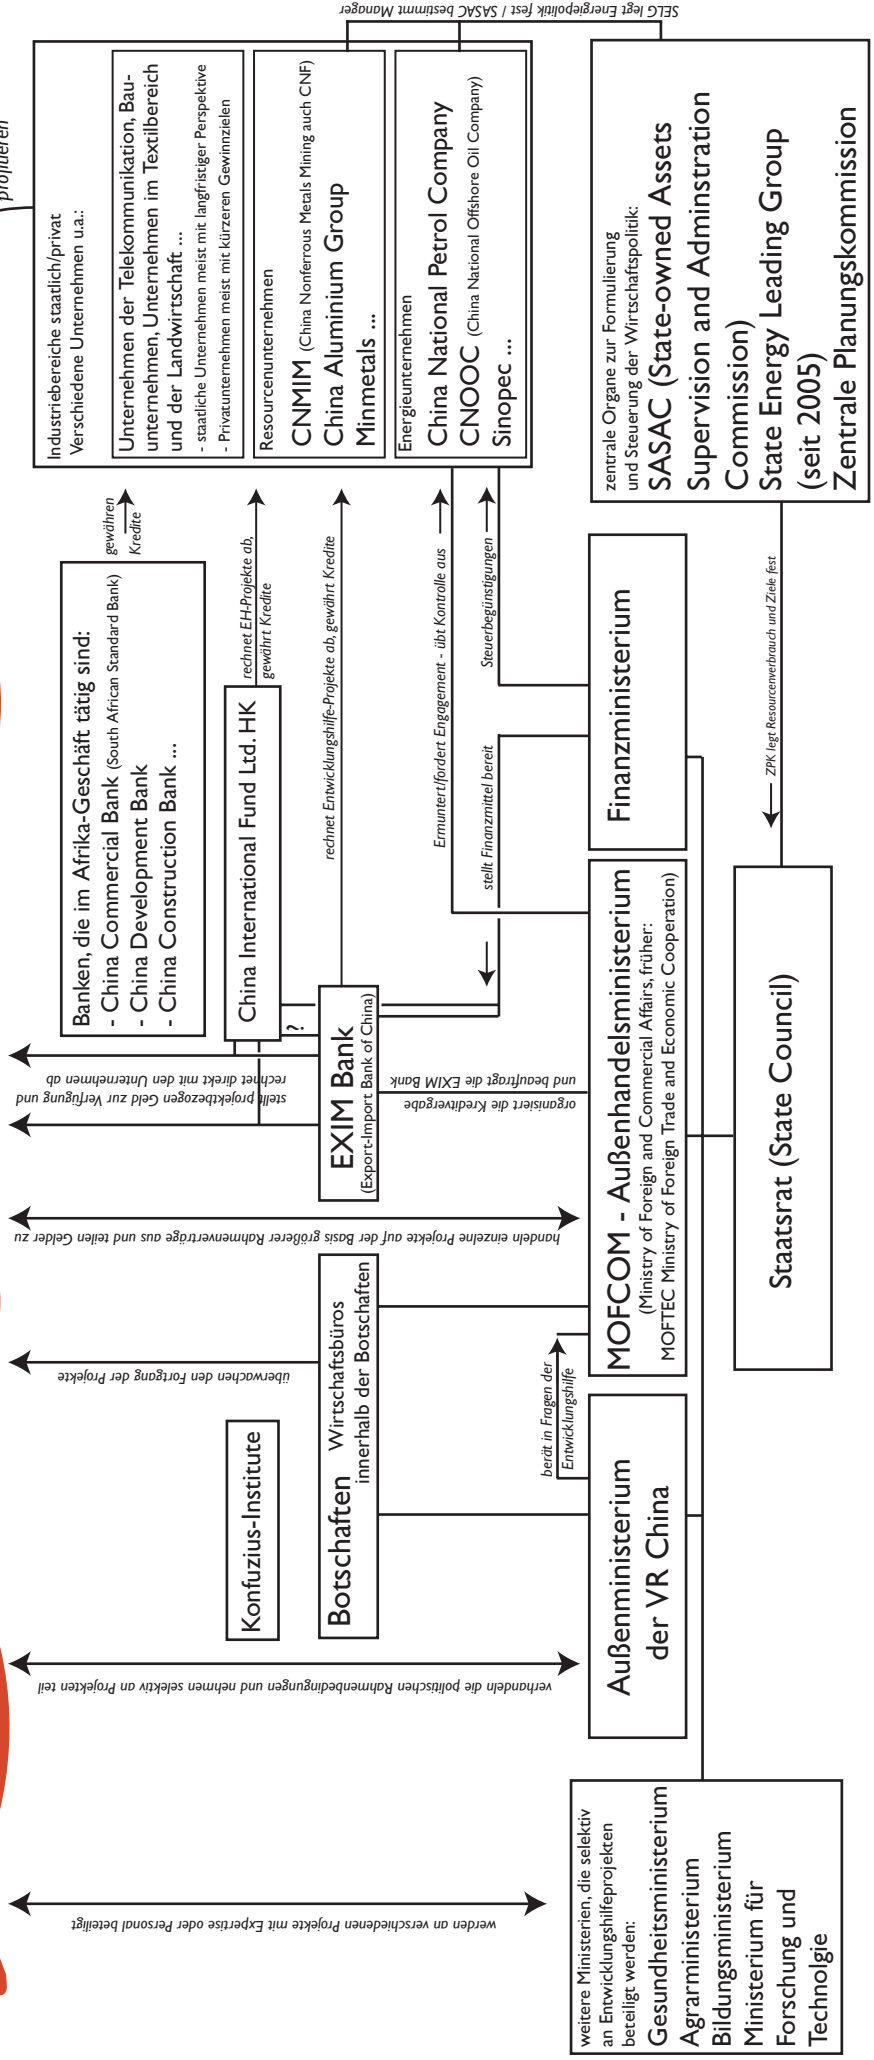 profitieren
Industriebereiche staatlich/privat
Verschiedene Unternehmen u.a.:
Unternehmen der Telekommunikation, Bau-
unternehmen, Unternehmen im Textilbereich
und der Landwirtschaft ...
- staatliche Unternehmen meist mit langfristiger Perspektive
- Privatunternehmen meist mit kürzeren Gewinnzielen
Resourcenunternehmen
CNMIM (China Nonferrous Metals Mining auch CNF)
China Aluminium Group
Minmetals ...
Energieunternehmen
China National Petrol Company
CNOOC (China National Offshore Oil Company)
Sinopec ...
SELG legt Energiepolitik fest / SASAC bestimmt Manager
zentrale Organe zur Formulierung
und Steuerung der Wirtschaftspolitik:
SASAC (State-owned Assets
Supervision and Adminstration
Commission)
State Energy Leading Group
(seit 2005)
Zentrale Planungskommission
gewähren
Kredite
rechnet EH-Projekte ab,
gewährt Kredite
rechnet Entwicklungshilfe-Projekte ab, gewährt Kredite
Ermuntert/fordert Engagement - übt Kontrolle aus
Steuerbegünstigungen
stellt Finanzmittel bereit
ZPK legt Resourcenverbrauch und Ziele fest
Banken, die im Afrika-Geschäft tätig sind:
- China Commercial Bank (South African Standard Bank)
- China Development Bank
- China Construction Bank ...
China International Fund Ltd. HK
?
EXIM Bank
(Export-Import Bank of China)
stellt projektbezogen Geld zur Verfügung und
rechnet direkt mit den Unternehmen ab
organisiert die Kreditvergabe
und beauftragt die EXIM Bank
Finanzministerium
MOFCOM - Außenhandelsministerium
(Ministry of Foreign and Commercial Affairs, früher:
MOFTEC Ministry of Foreign Trade and Economic Cooperation)
Staatsrat (State Council)
handeln einzelne Projekte auf der Basis größerer Rahmenverträge aus und teilen Gelder zu
überwachen den Fortgang der Projekte
Konfuzius-Institute
Botschaften Wirtschaftsbüros
innerhalb der Botschaften
berät in Fragen der
Entwicklungshilfe
Außenministerium
der VR China
verhandeln die politischen Rahmenbedingungen und nehmen selektiv an Projekten teil
werden an verschiedenen Projekte mit Expertise oder Personal beteiligt
weitere Ministerien, die selektiv
an Entwicklungshilfeprojekten
beteiligt werden:
Gesundheitsministerium
Agrarministerium
Bildungsministerium
Ministerium für
Forschung und
Technolgie